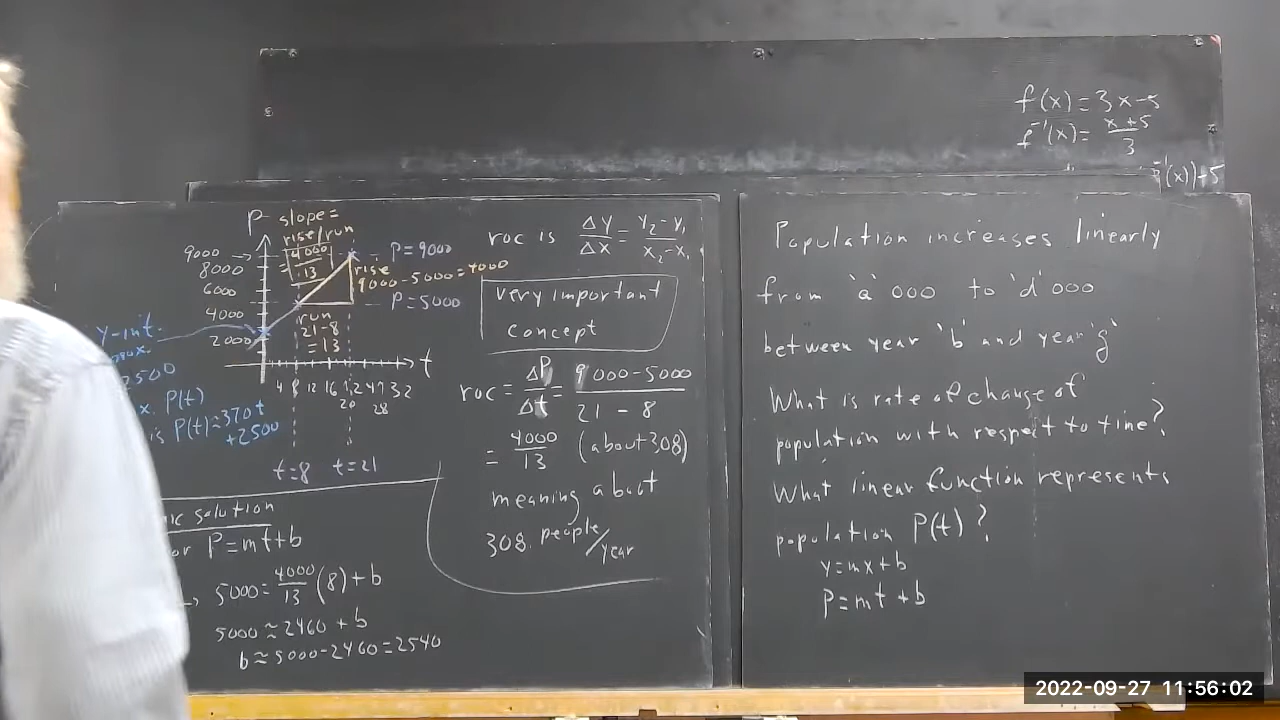 f(x)=3x-5
f⁻¹(x)= x+5/3
⁻¹(x))+5
P
slope=
rise/run
= 4000/13
9000
8000
6000
4000
2000
P=9000
rise
9000-5000=4000
P=5000
run
21-8
=13
t
4 8 12 16
20
28
32
Y-int.
2500
P(t)
is P(t)≈370t
+2500
t=8 t=21
solution
or P=mt+b
5000= 4000/13 (8)+b
5000≈2460+b
b≈5000-2460=2540
roc is ΔY/ΔX = Y₂-Y₁/X₂-X₁
very important
concept
roc= ΔP/Δt = 9000-5000/21-8
= 4000/13 (about 308)
meaning about
308 people/year
Population increases linearly
from 'a' 000 to 'd' 000
between year 'b' and year 'g'
What is rate of change of
population with respect to time?
What linear function represents
population P(t)?
y=mx+b
P=mt+b
2022-09-27 11:56:02